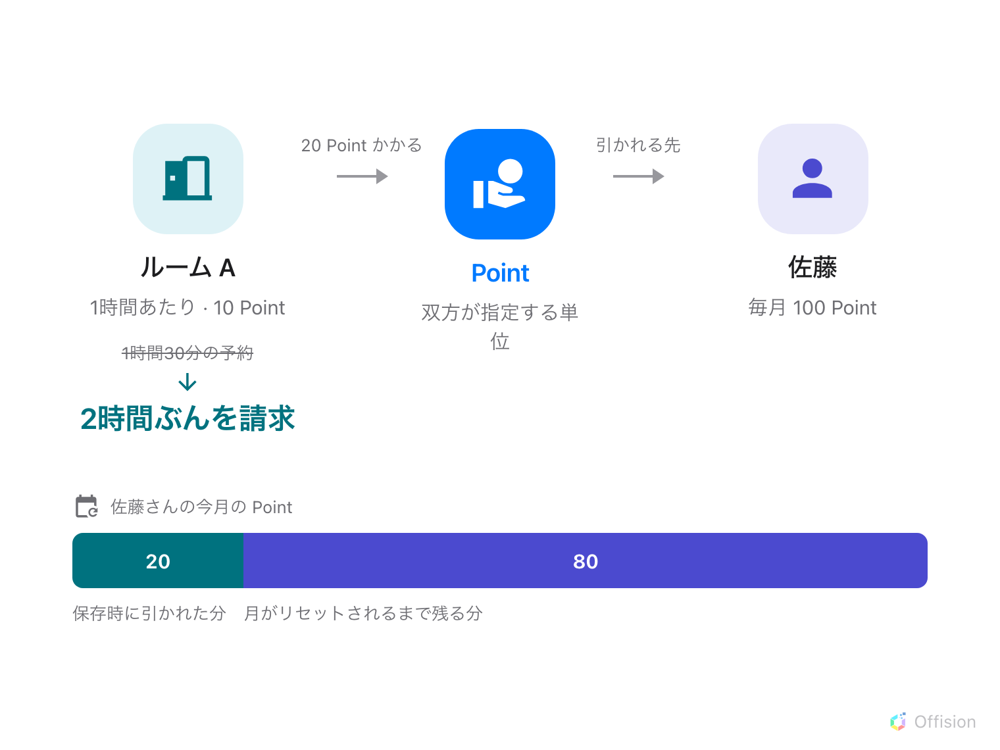 20 Point かかる
引かれる先
ルーム A
Point
佐藤
1時間あたり · 10 Point
双方が指定する単
位
毎月 100 Point
1時間30分の予約
2時間ぶんを請求
佐藤さんの今月の Point
20
80
保存時に引かれた分
月がリセットされるまで残る分
Offision